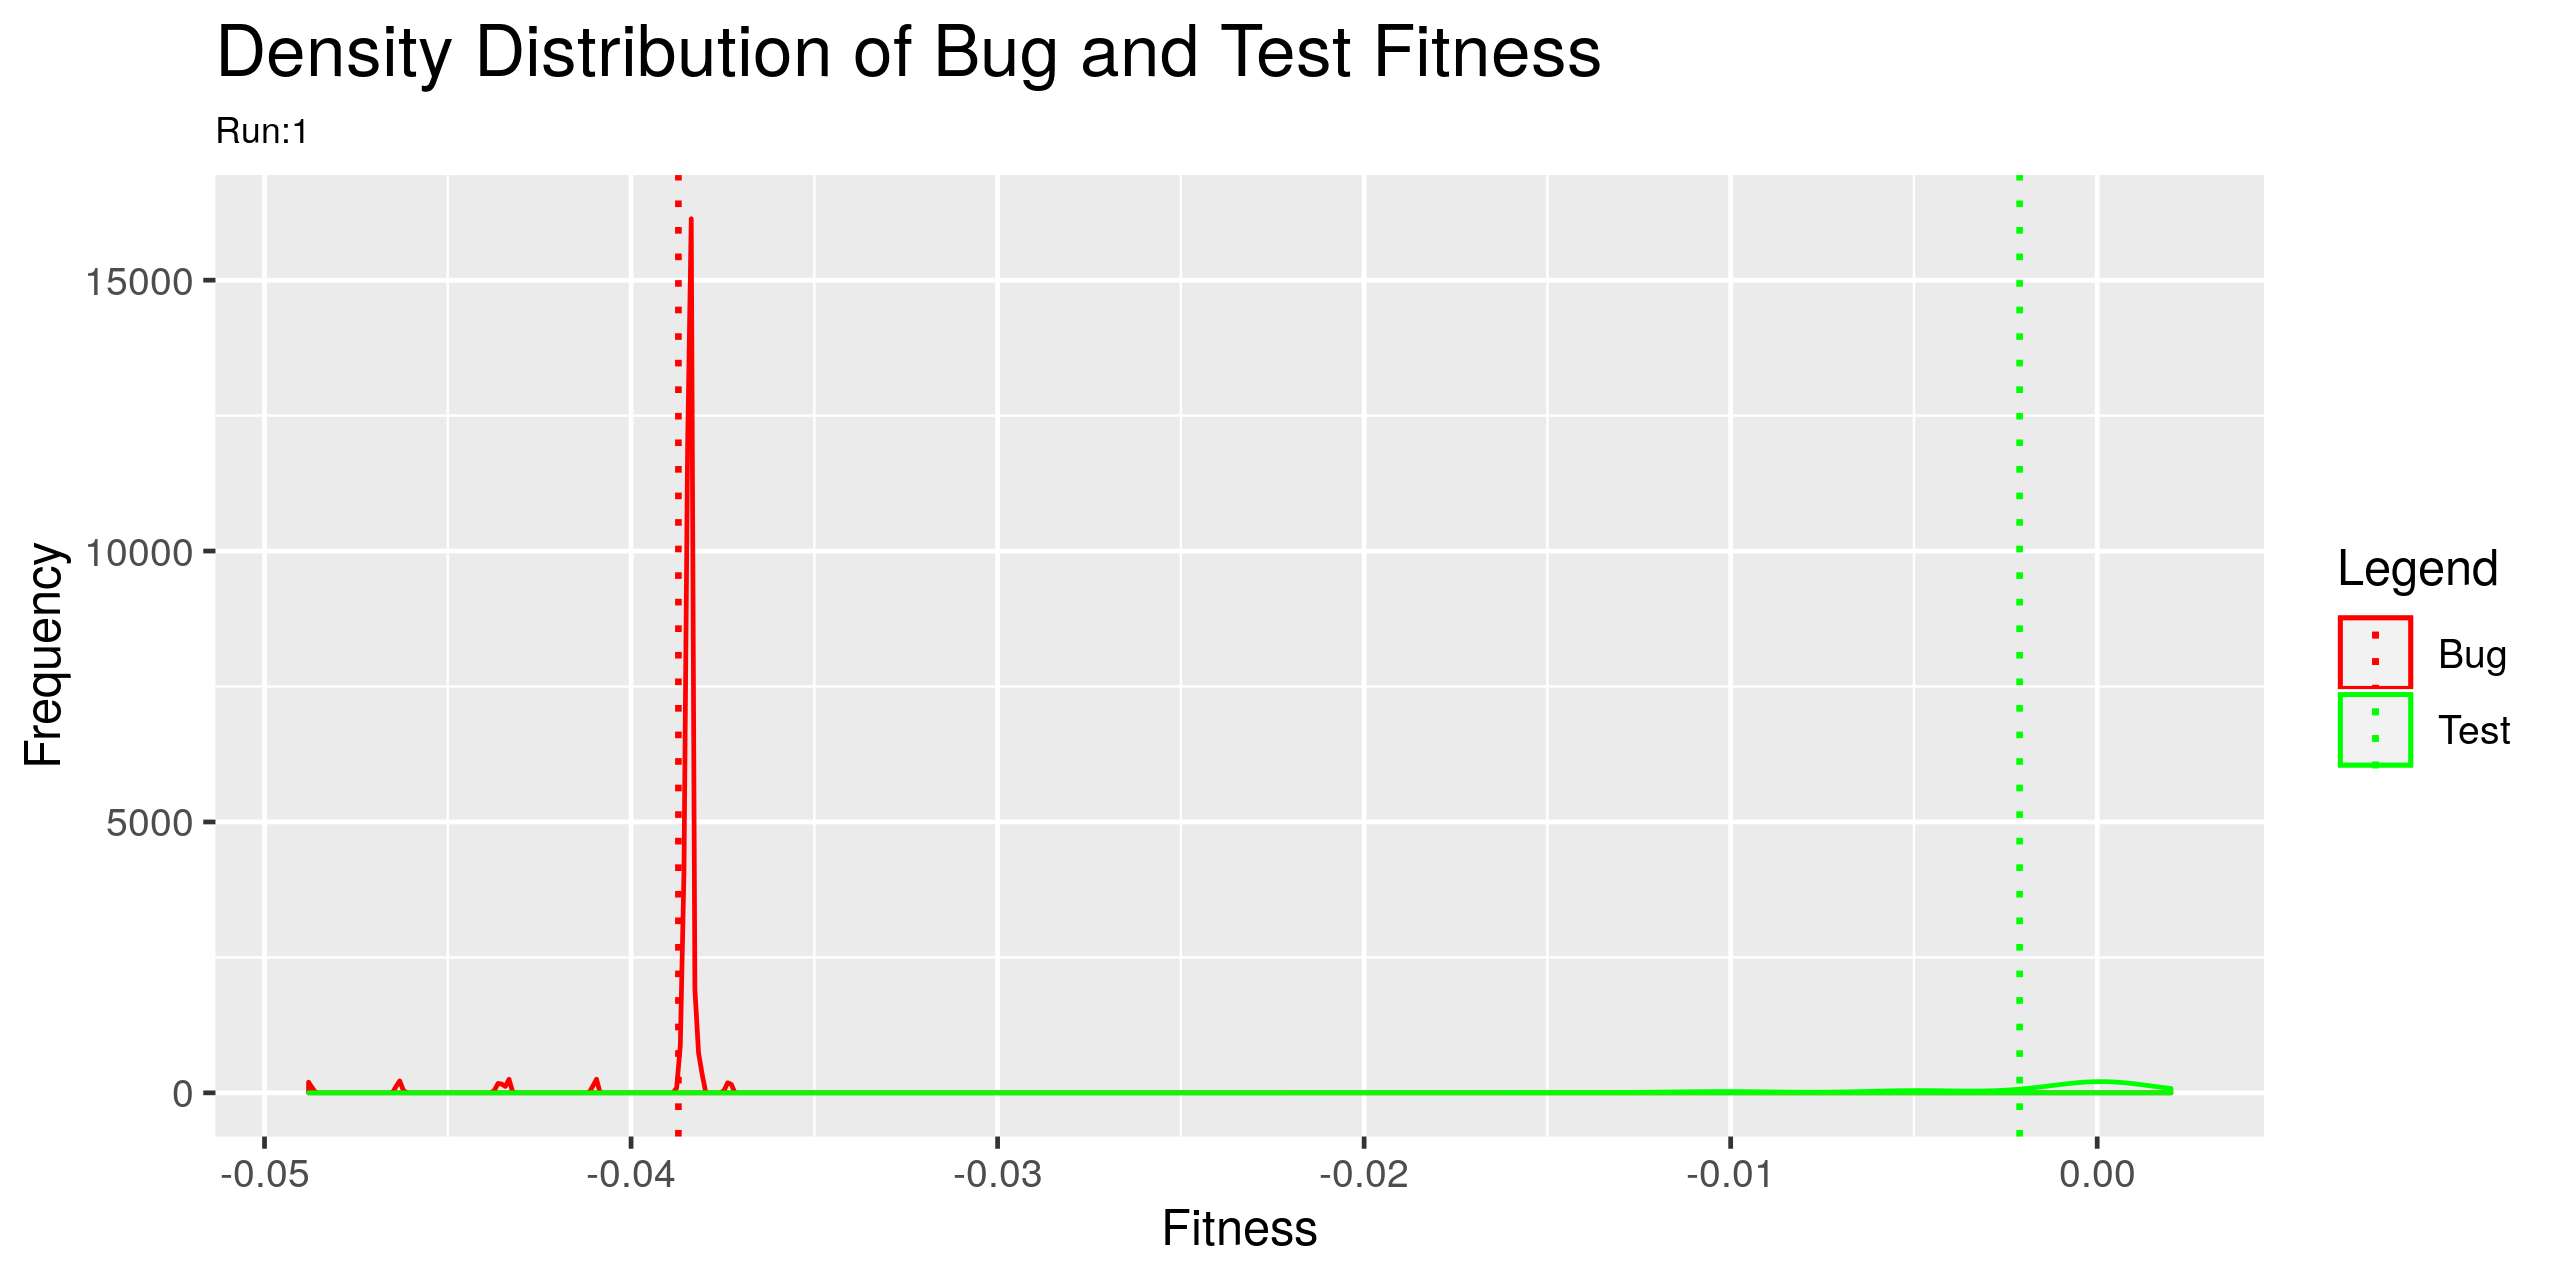 Density Distribution of Bug and Test Fitness
Run:1
Frequency
15000
10000
5000
0
-0.05 -0.04 -0.03 -0.02 -0.01 0.00
Fitness
Legend
Bug
Test